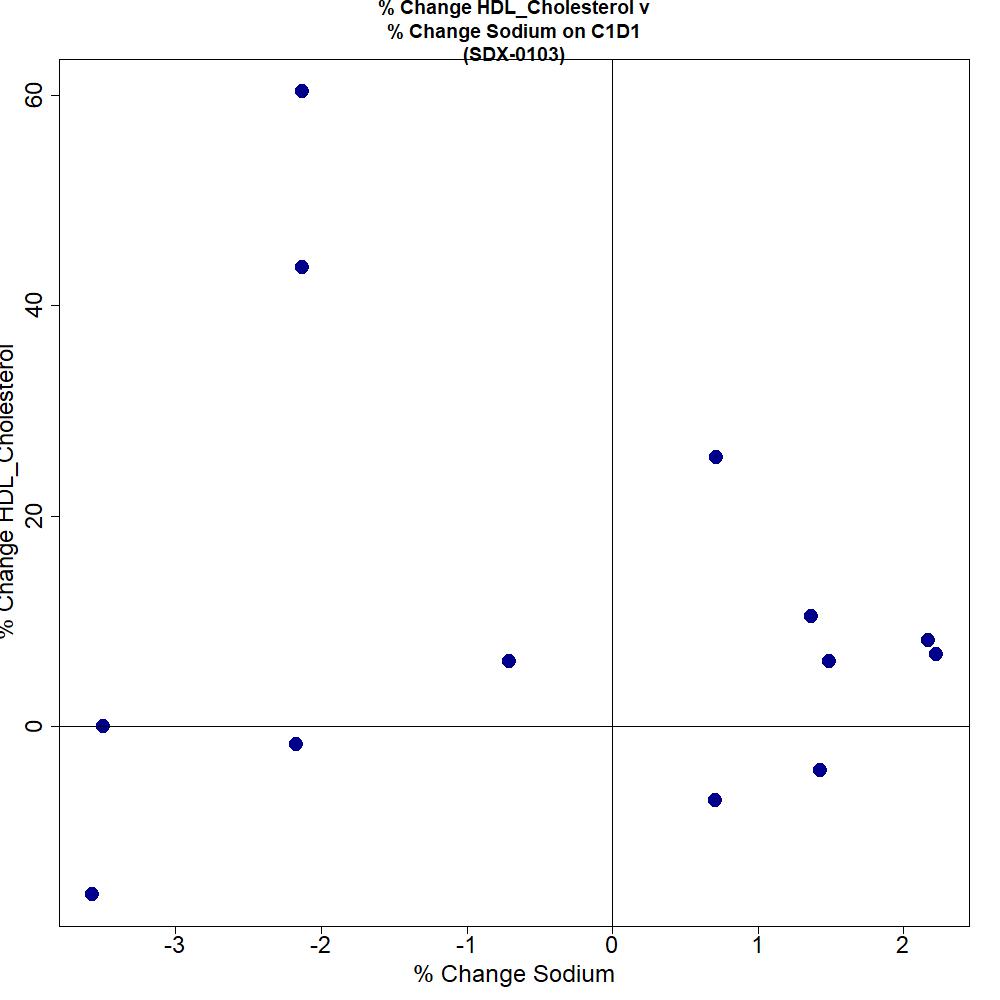 % Change HDL_Cholesterol v
% Change Sodium on C1D1
(SDX-0103)
% Change HDL_Cholesterol
60
40
20
0
-3 -2 -1 0 1 2
% Change Sodium